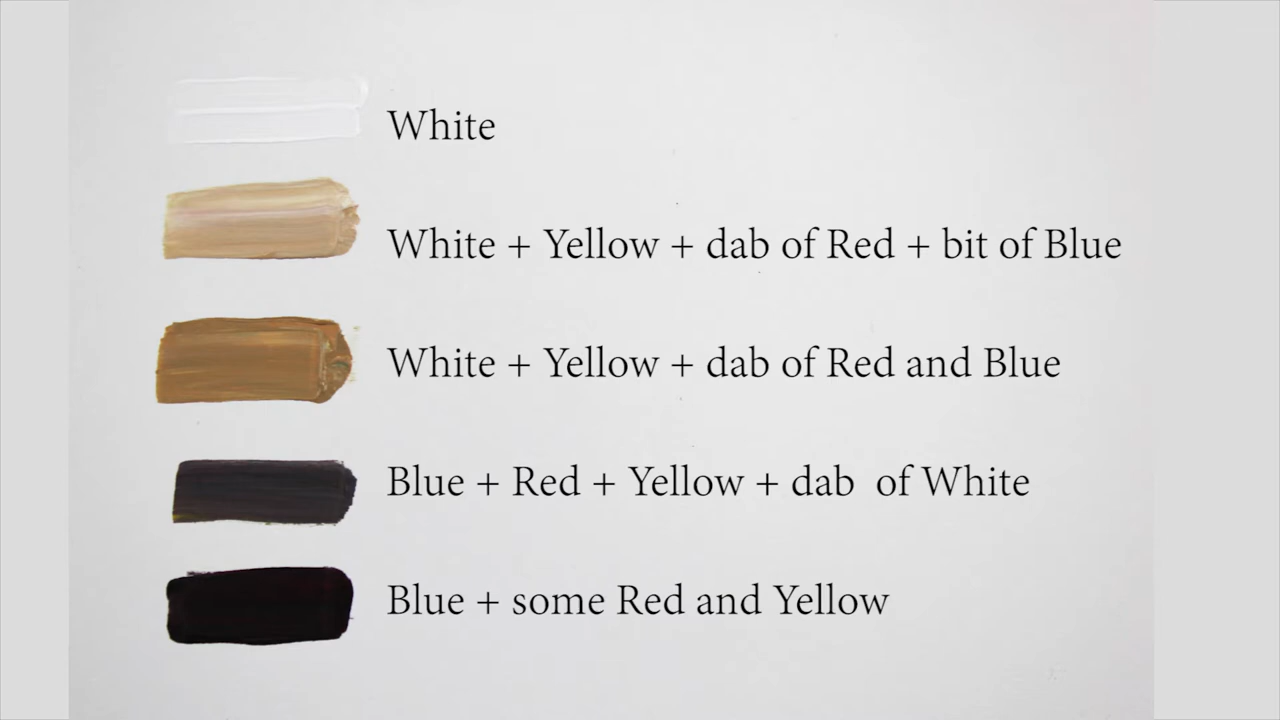 White
White + Yellow + dab of Red + bit of Blue
White + Yellow + dab of Red and Blue
Blue + Red + Yellow + dab of White
Blue + some Red and Yellow